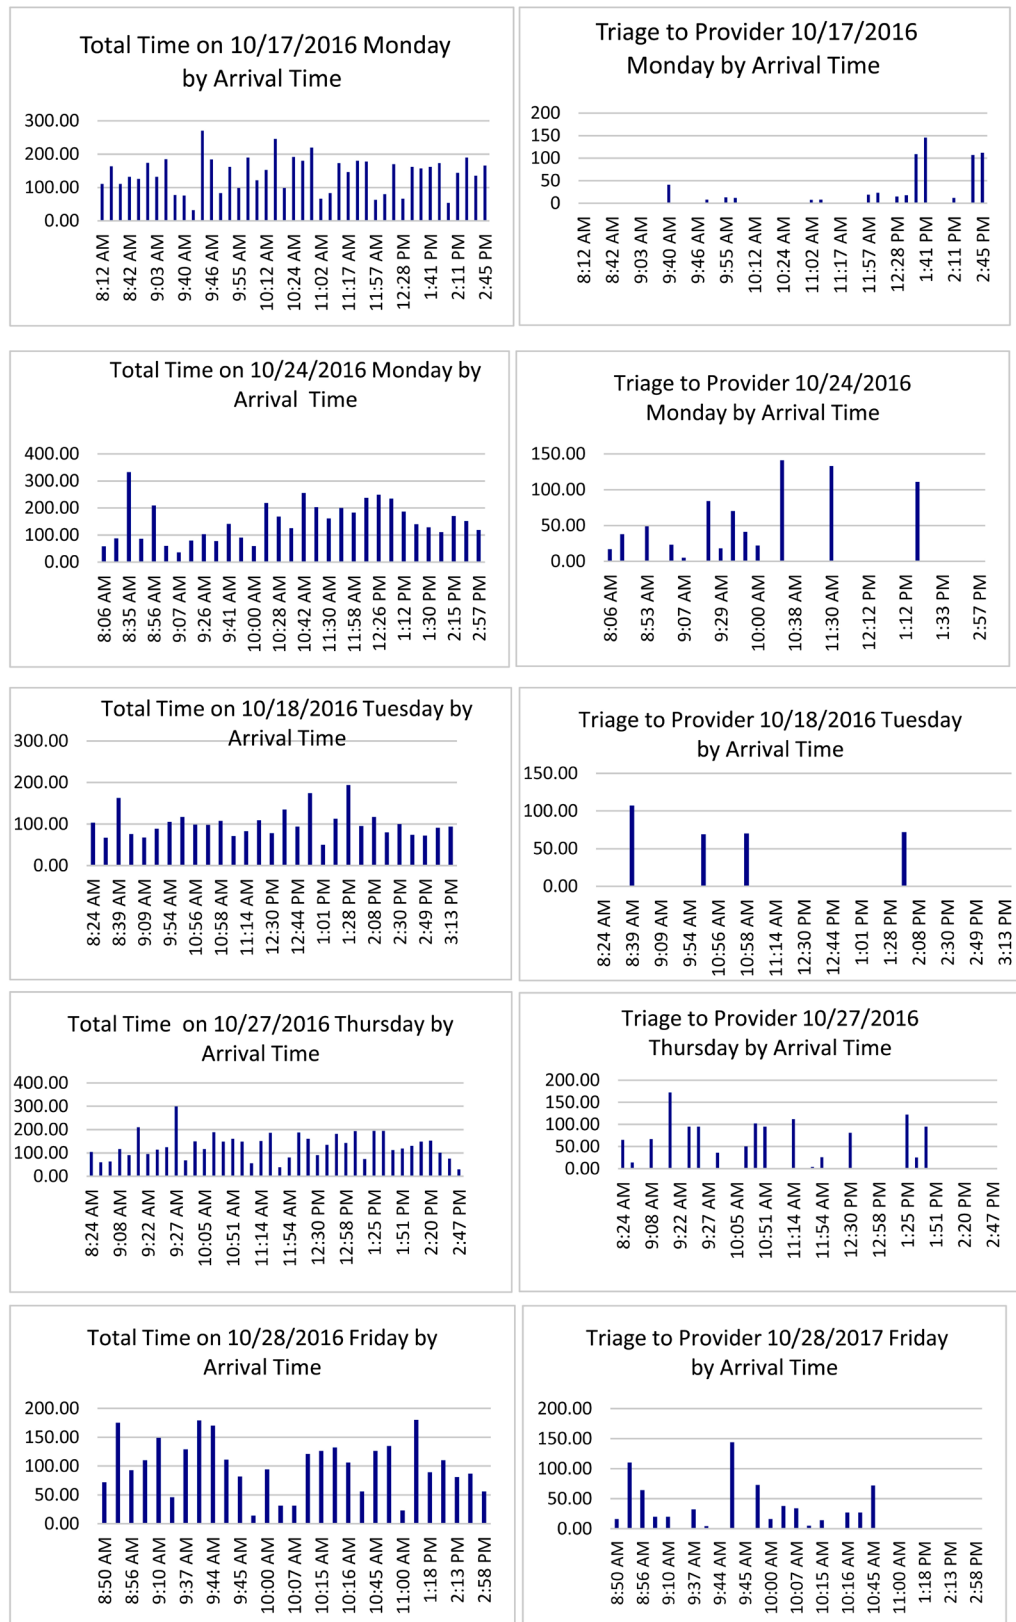 Total Time on 10/17/2016 Monday
by Arrival Time
300.00
200.00
100.00
0.00
8:12 AM
8:42 AM
9:03 AM
9:40 AM
9:46 AM
9:55 AM
10:12 AM
10:24 AM
11:02 AM
11:17 AM
11:57 AM
12:28 PM
1:41 PM
2:11 PM
2:45 PM
Triage to Provider 10/17/2016
Monday by Arrival Time
200
150
100
50
0
8:12 AM
8:42 AM
9:03 AM
9:40 AM
9:46 AM
9:55 AM
10:12 AM
10:24 AM
11:02 AM
11:17 AM
11:57 AM
12:28 PM
1:41 PM
2:11 PM
2:45 PM
Total Time on 10/24/2016 Monday by
Arrival Time
400.00
300.00
200.00
100.00
0.00
8:06 AM
8:35 AM
8:56 AM
9:07 AM
9:26 AM
9:41 AM
10:00 AM
10:28 AM
10:42 AM
11:30 AM
11:58 AM
12:26 PM
1:12 PM
1:30 PM
2:15 PM
2:57 PM
Triage to Provider 10/24/2016
Monday by Arrival Time
150.00
100.00
50.00
0.00
8:06 AM
8:53 AM
9:07 AM
9:29 AM
10:00 AM
10:38 AM
11:30 AM
12:12 PM
1:12 PM
1:33 PM
2:57 PM
Total Time on 10/18/2016 Tuesday by
Arrival Time
300.00
200.00
100.00
0.00
8:24 AM
8:39 AM
9:09 AM
9:54 AM
10:56 AM
10:58 AM
11:14 AM
12:30 PM
12:44 PM
1:01 PM
1:28 PM
2:08 PM
2:30 PM
2:49 PM
3:13 PM
Triage to Provider 10/18/2016 Tuesday
by Arrival Time
150.00
100.00
50.00
0.00
8:24 AM
8:39 AM
9:09 AM
9:54 AM
10:56 AM
10:58 AM
11:14 AM
12:30 PM
12:44 PM
1:01 PM
1:28 PM
2:08 PM
2:30 PM
2:49 PM
3:13 PM
Total Time on 10/27/2016 Thursday by
Arrival Time
400.00
300.00
200.00
100.00
0.00
8:24 AM
9:08 AM
9:22 AM
9:27 AM
10:05 AM
10:51 AM
11:14 AM
11:54 AM
12:30 PM
12:58 PM
1:25 PM
1:51 PM
2:20 PM
2:47 PM
Triage to Provider 10/27/2016
Thursday by Arrival Time
200.00
150.00
100.00
50.00
0.00
8:24 AM
9:08 AM
9:22 AM
9:27 AM
10:05 AM
10:51 AM
11:14 AM
11:54 AM
12:30 PM
12:58 PM
1:25 PM
1:51 PM
2:20 PM
2:47 PM
Total Time on 10/28/2016 Friday by
Arrival Time
200.00
150.00
100.00
50.00
0.00
8:50 AM
8:56 AM
9:10 AM
9:37 AM
9:44 AM
9:45 AM
10:00 AM
10:07 AM
10:15 AM
10:16 AM
10:45 AM
11:00 AM
1:18 PM
2:13 PM
2:58 PM
Triage to Provider 10/28/2017 Friday
by Arrival Time
200.00
150.00
100.00
50.00
0.00
8:50 AM
8:56 AM
9:10 AM
9:37 AM
9:44 AM
9:45 AM
10:00 AM
10:07 AM
10:15 AM
10:16 AM
10:45 AM
11:00 AM
1:18 PM
2:13 PM
2:58 PM